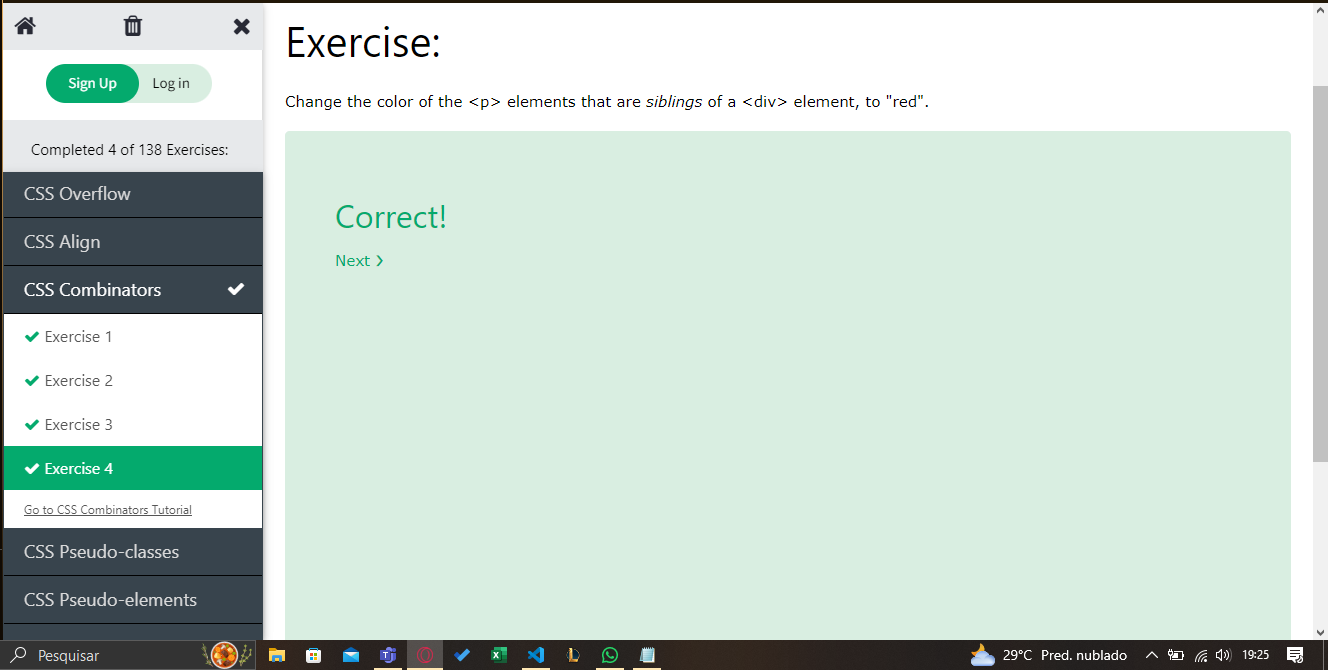 Sign Up
Log in
Completed 4 of 138 Exercises:
CSS Overflow
CSS Align
CSS Combinators
Exercise 1
Exercise 2
Exercise 3
Exercise 4
Go to CSS Combinators Tutorial
CSS Pseudo-classes
CSS Pseudo-elements
Exercise:
Change the color of the <p> elements that are siblings of a <div> element, to "red".
Correct!
Next ❯
Pesquisar
29°C Pred. nublado
19:25